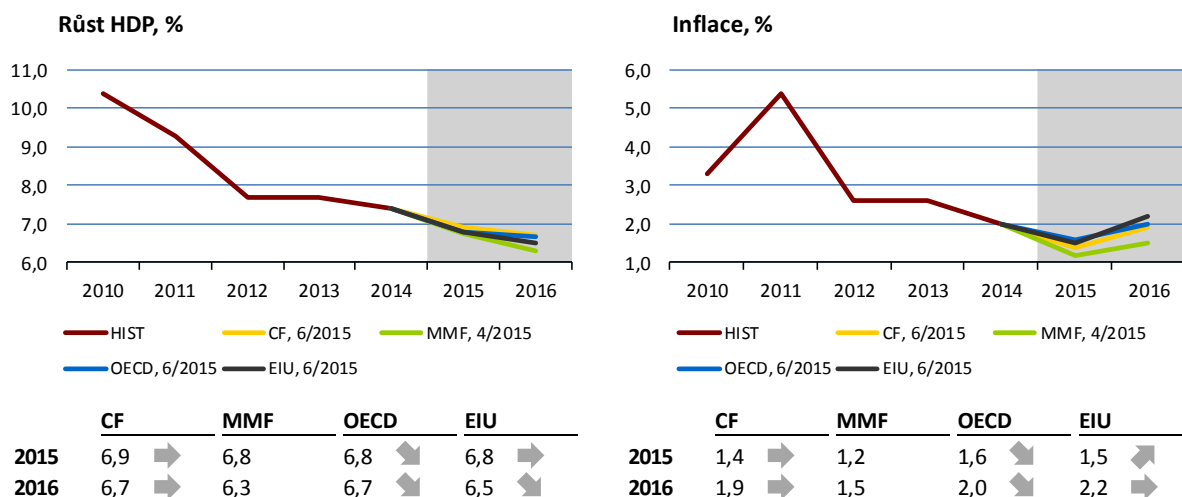 Růst HDP, %
11,0
10,0
9,0
8,0
7,0
6,0
2010 2011 2012 2013 2014 2015 2016
HIST CF, 6/2015 MMF, 4/2015
OECD, 6/2015 EIU, 6/2015
CF MMF OECD EIU
2015 6,9 6,8 6,8 6,8
2016 6,7 6,3 6,7 6,5
Inflace, %
6,0
5,0
4,0
3,0
2,0
1,0
2010 2011 2012 2013 2014 2015 2016
HIST CF, 6/2015 MMF, 4/2015
OECD, 6/2015 EIU, 6/2015
CF MMF OECD EIU
2015 1,4 1,2 1,6 1,5
2016 1,9 1,5 2,0 2,2